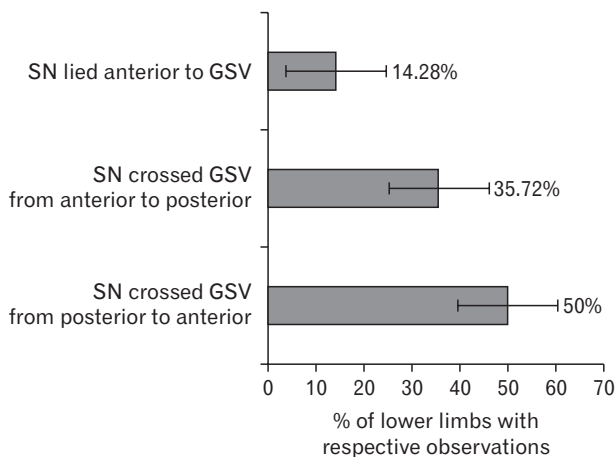 SN lied anterior to GSV
14.28%
SN crossed GSV
from anterior to posterior
35.72%
SN crossed GSV
from posterior to anterior
50%
0 10 20 30 40 50 60 70
% of lower limbs with
respective observations